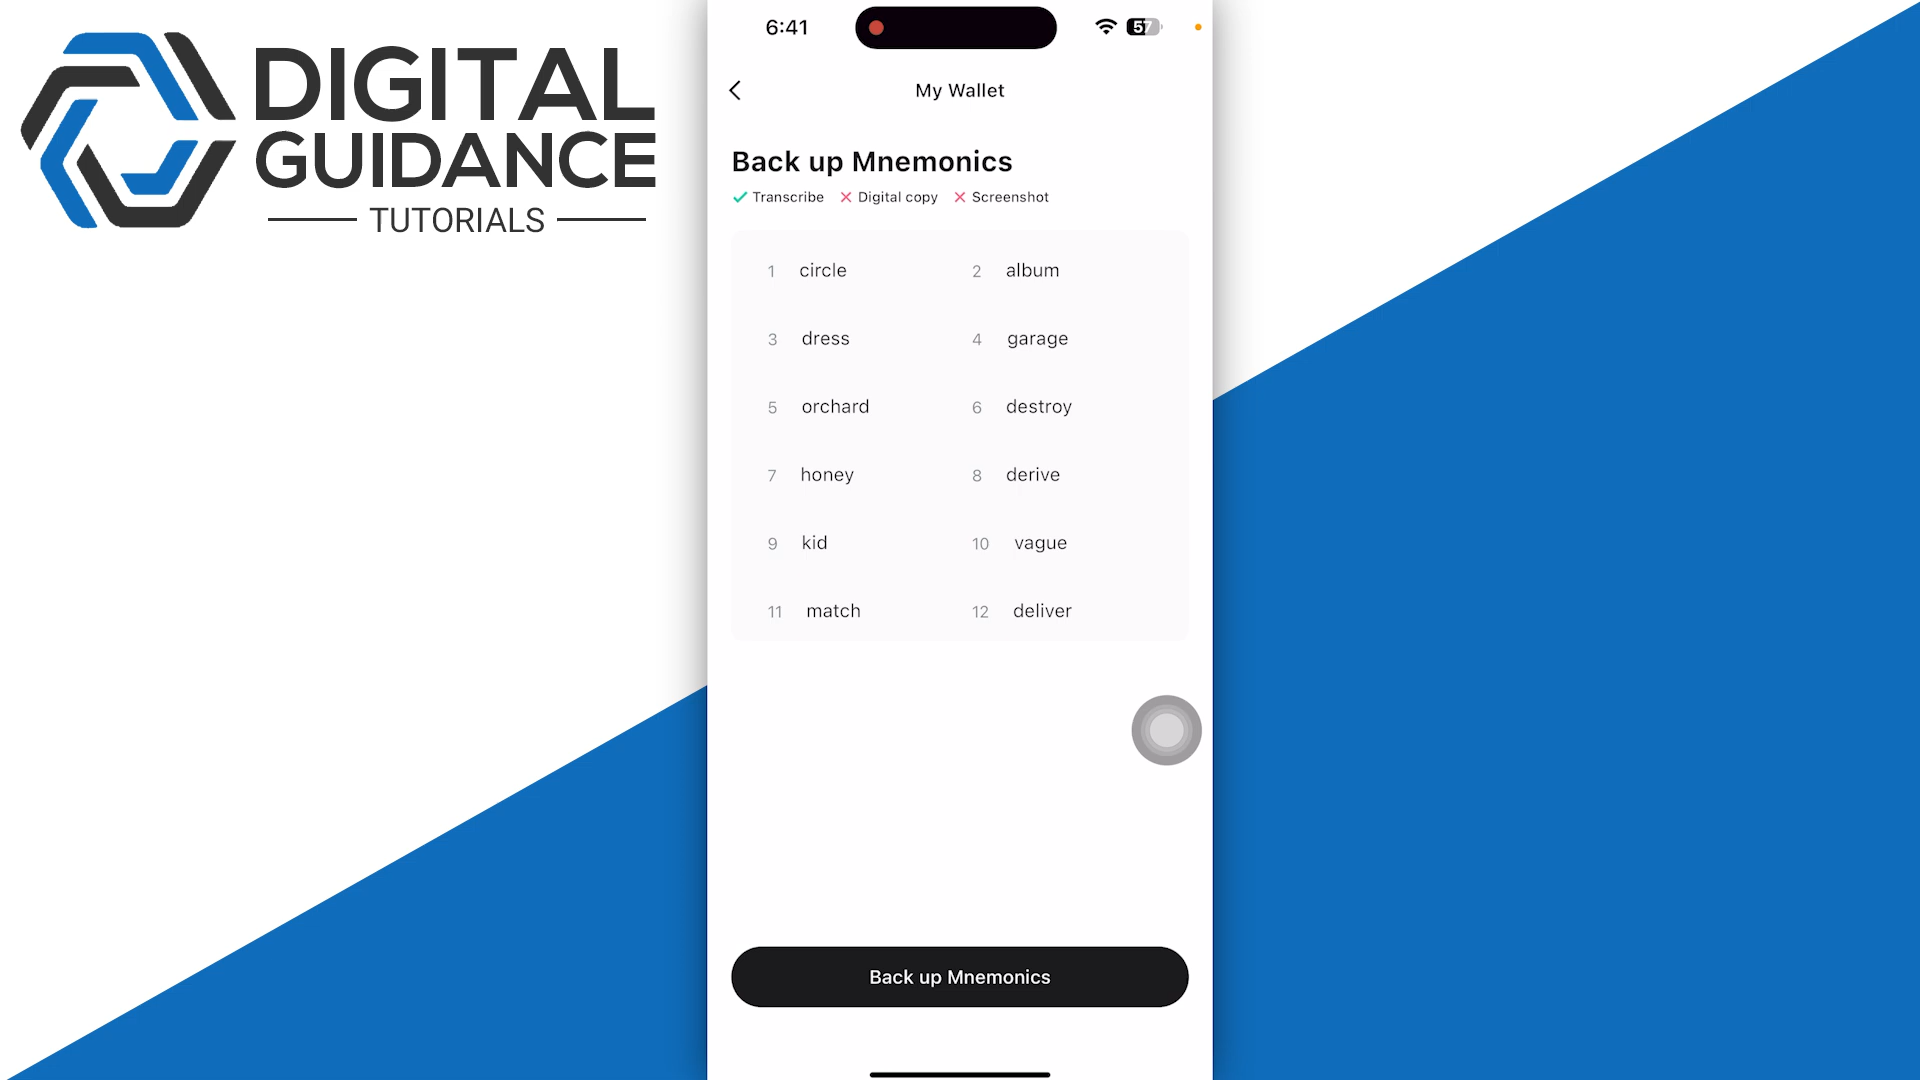 DIGITAL
GUIDANCE
TUTORIALS
6:41
57
My Wallet
Back up Mnemonics
Transcribe Digital copy Screenshot
1 circle 2 album
3 dress 4 garage
5 orchard 6 destroy
7 honey 8 derive
9 kid 10 vague
11 match 12 deliver
Back up Mnemonics